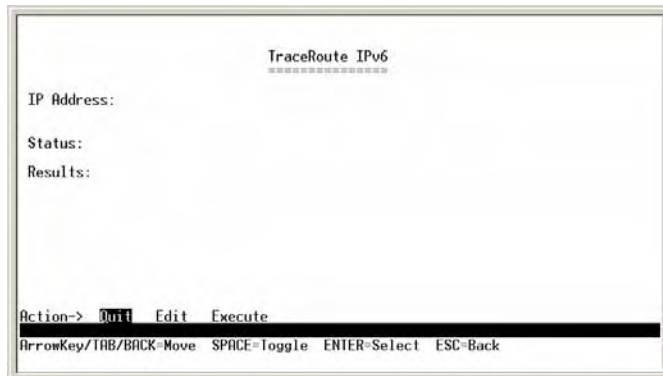 TraceRoute IPv6
===============
IP Address:
Status:
Results:
Action-> Quit Edit Execute
ArrowKey/TAB/BACK=Move SPACE=Toggle ENTER=Select ESC=Back